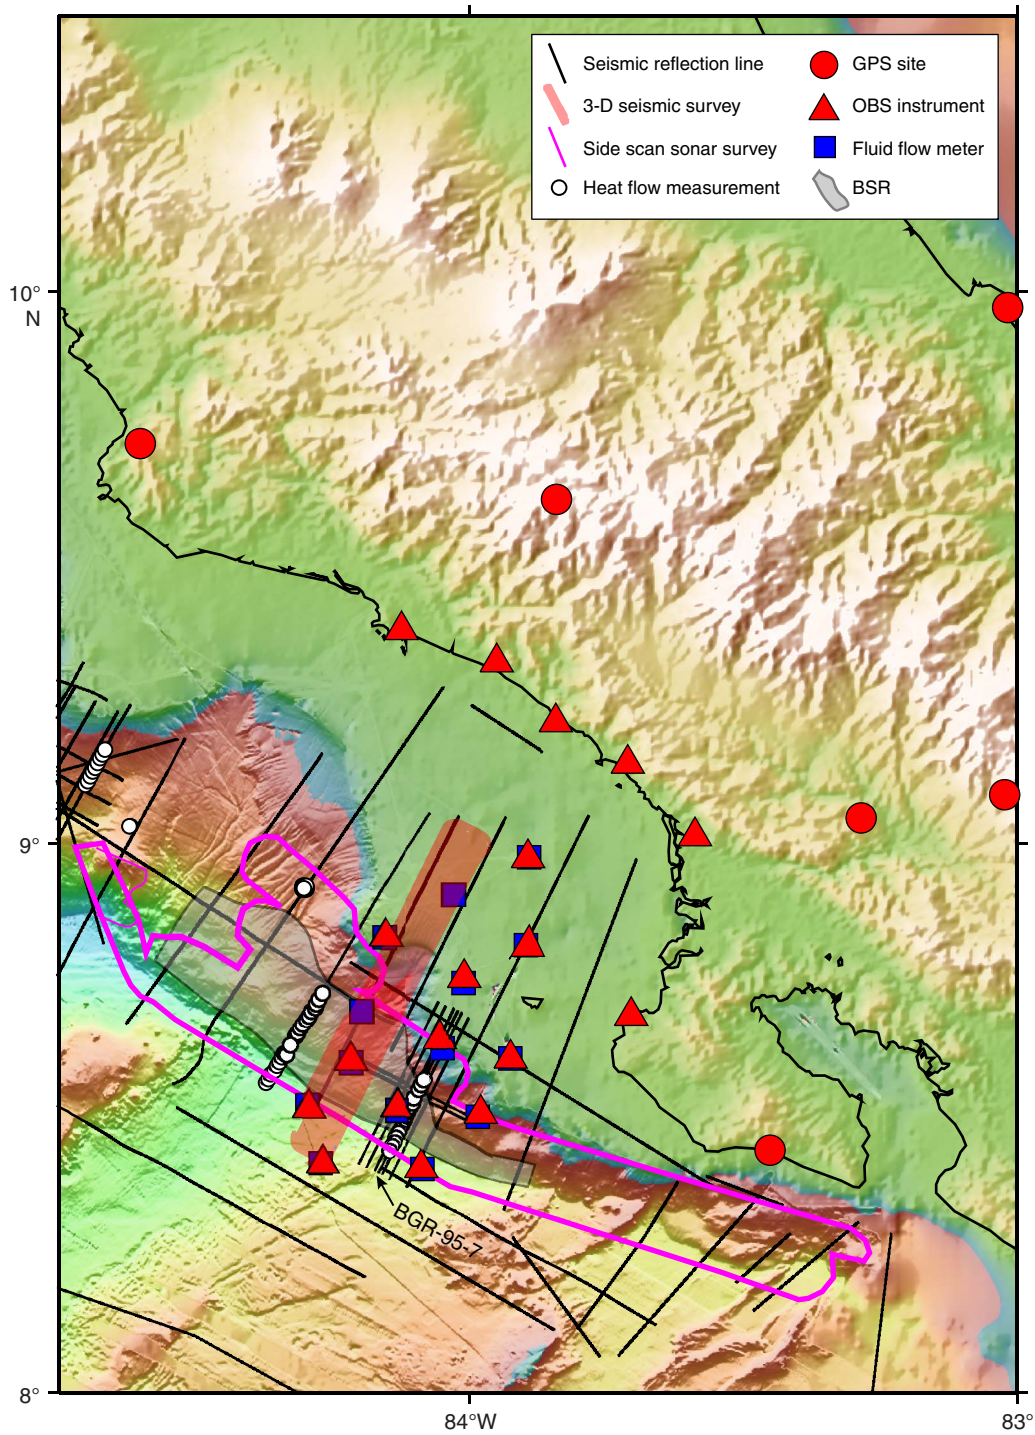 Seismic reflection line
3-D seismic survey
Side scan sonar survey
Heat flow measurement
GPS site
OBS instrument
Fluid flow meter
BSR
10°
N
9°
BGR-95-7
8°
84°W
83°